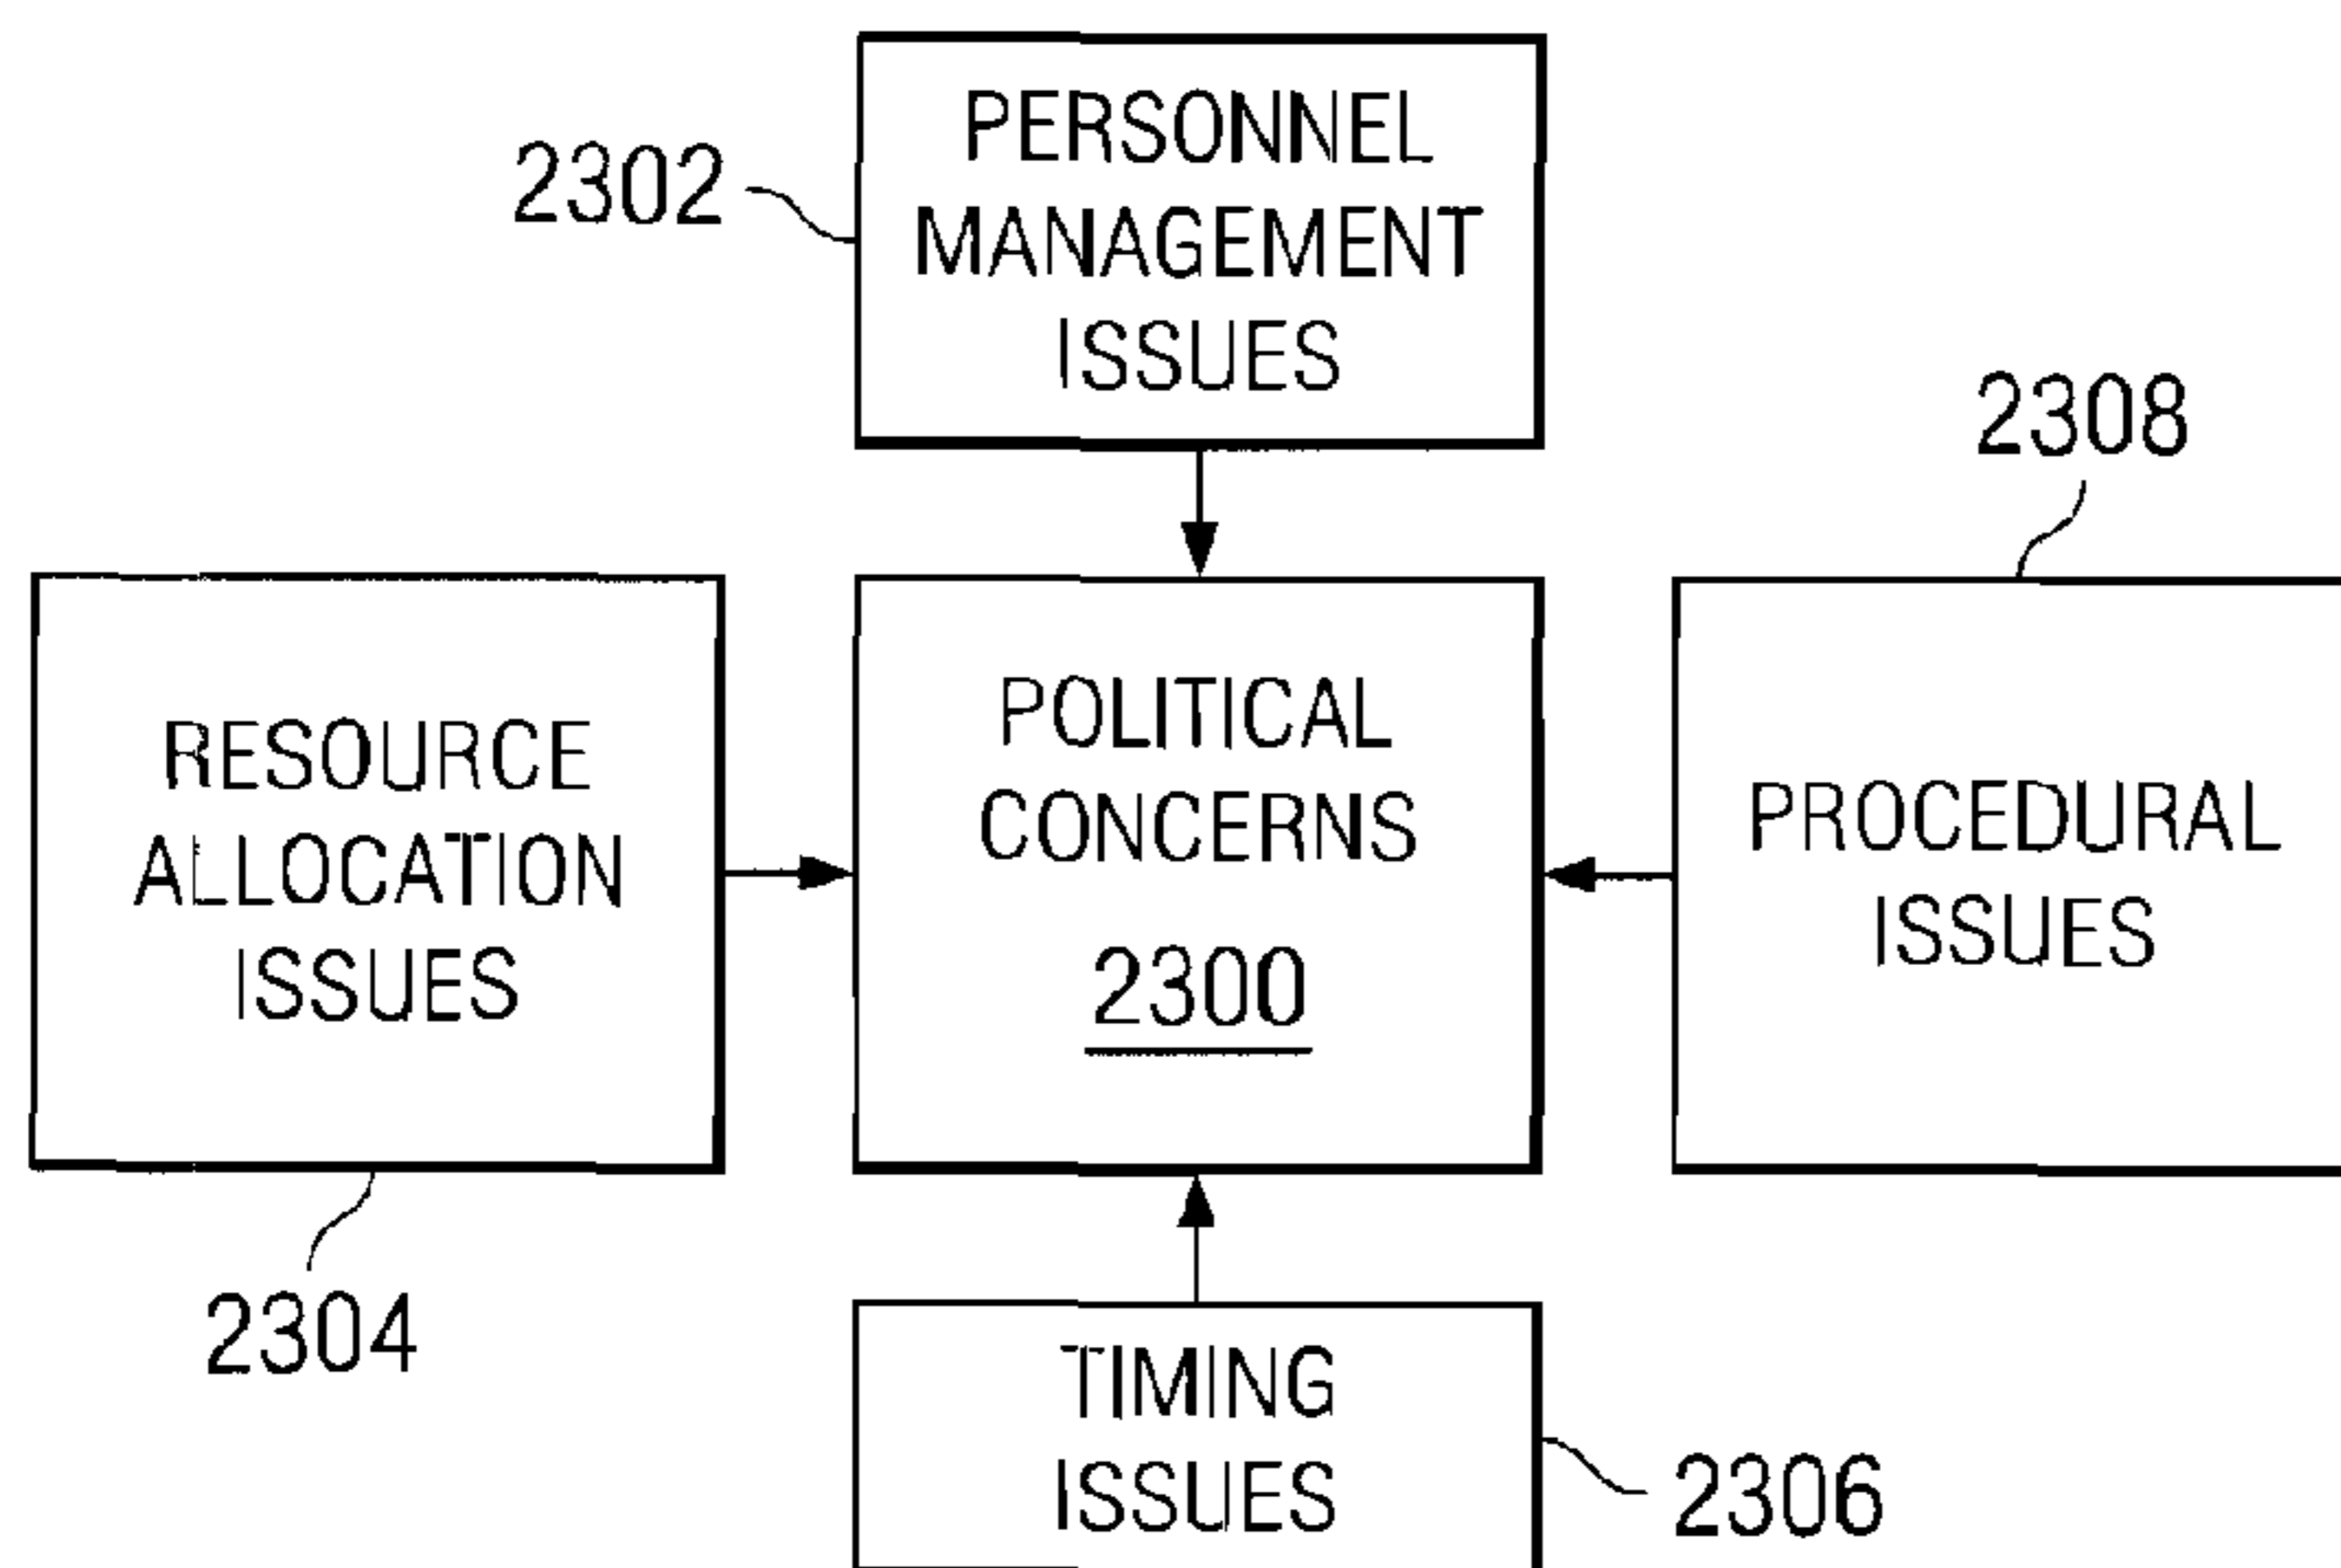 PERSONNEL
MANAGEMENT
ISSUES
2302
2308
RESOURCE
ALLOCATION
ISSUES
2304
POLITICAL
CONCERNS
2300
PROCEDURAL
ISSUES
TIMING
ISSUES
2306